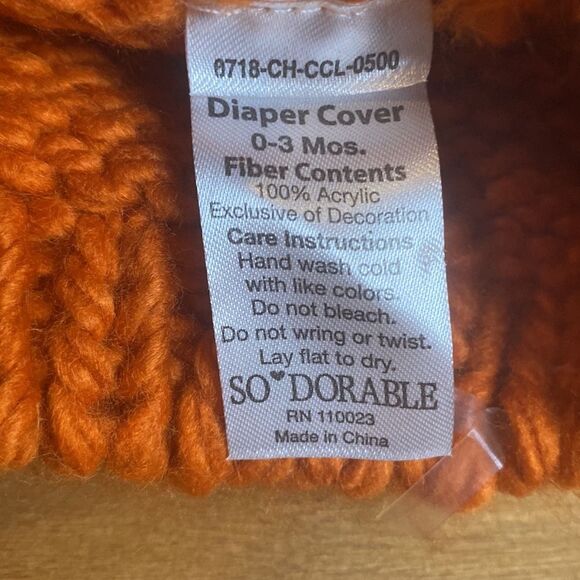 8718-CH-CCL-0500
Diaper Cover
0-3 Mos.
Fiber Contents
100% Acrylic
Exclusive of Decoration
Care Instructions
Hand wash cold
with like colors.
Do not bleach.
Do not wring or twist.
Lay flat to dry.
SO♥DORABLE
RN 110023
Made in China